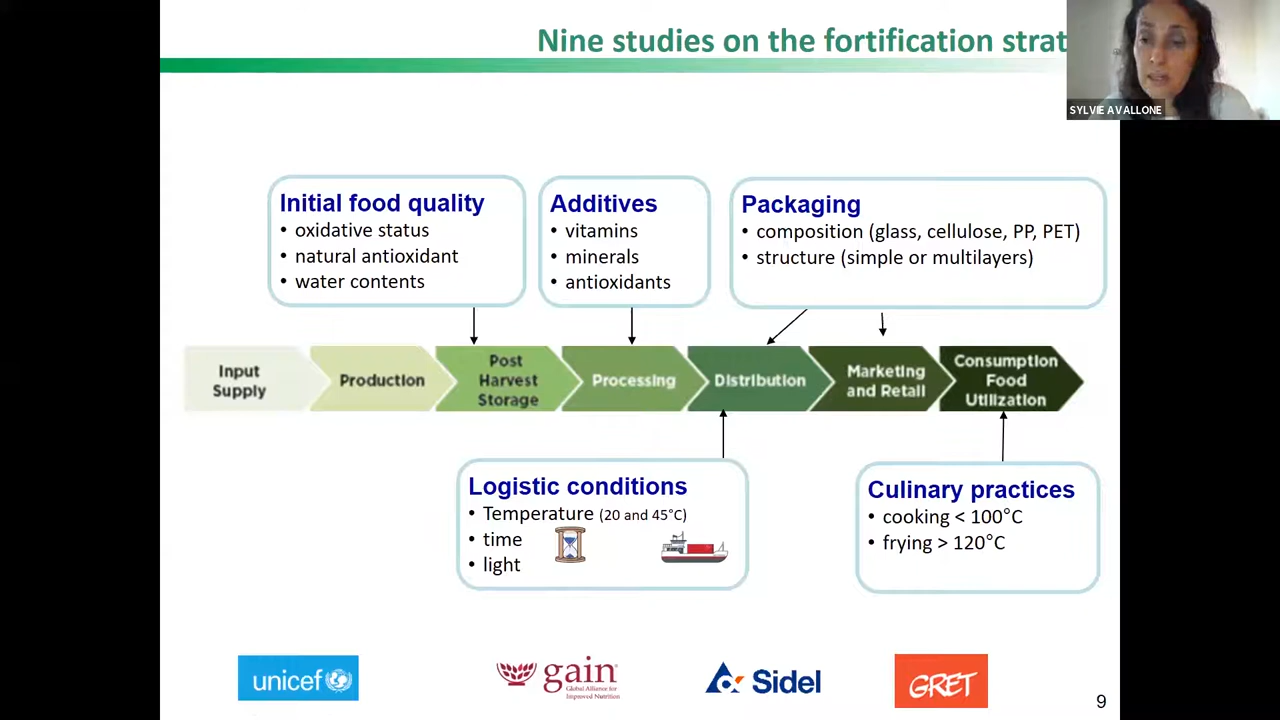 Nine studies on the fortification strat
SYLVIE AVALLONE
Initial food quality
• oxidative status
• natural antioxidant
• water contents
Additives
• vitamins
• minerals
• antioxidants
Packaging
• composition (glass, cellulose, PP, PET)
• structure (simple or multilayers)
Input
Supply
Production
Post
Harvest
Storage
Processing
Distribution
Marketing
and Retail
Consumption
Food
Utilization
Logistic conditions
• Temperature (20 and 45°C)
• time
• light
Culinary practices
• cooking < 100°C
• frying > 120°C
unicef
gain
Global Alliance for
Improved Nutrition
Sidel
GRET
9